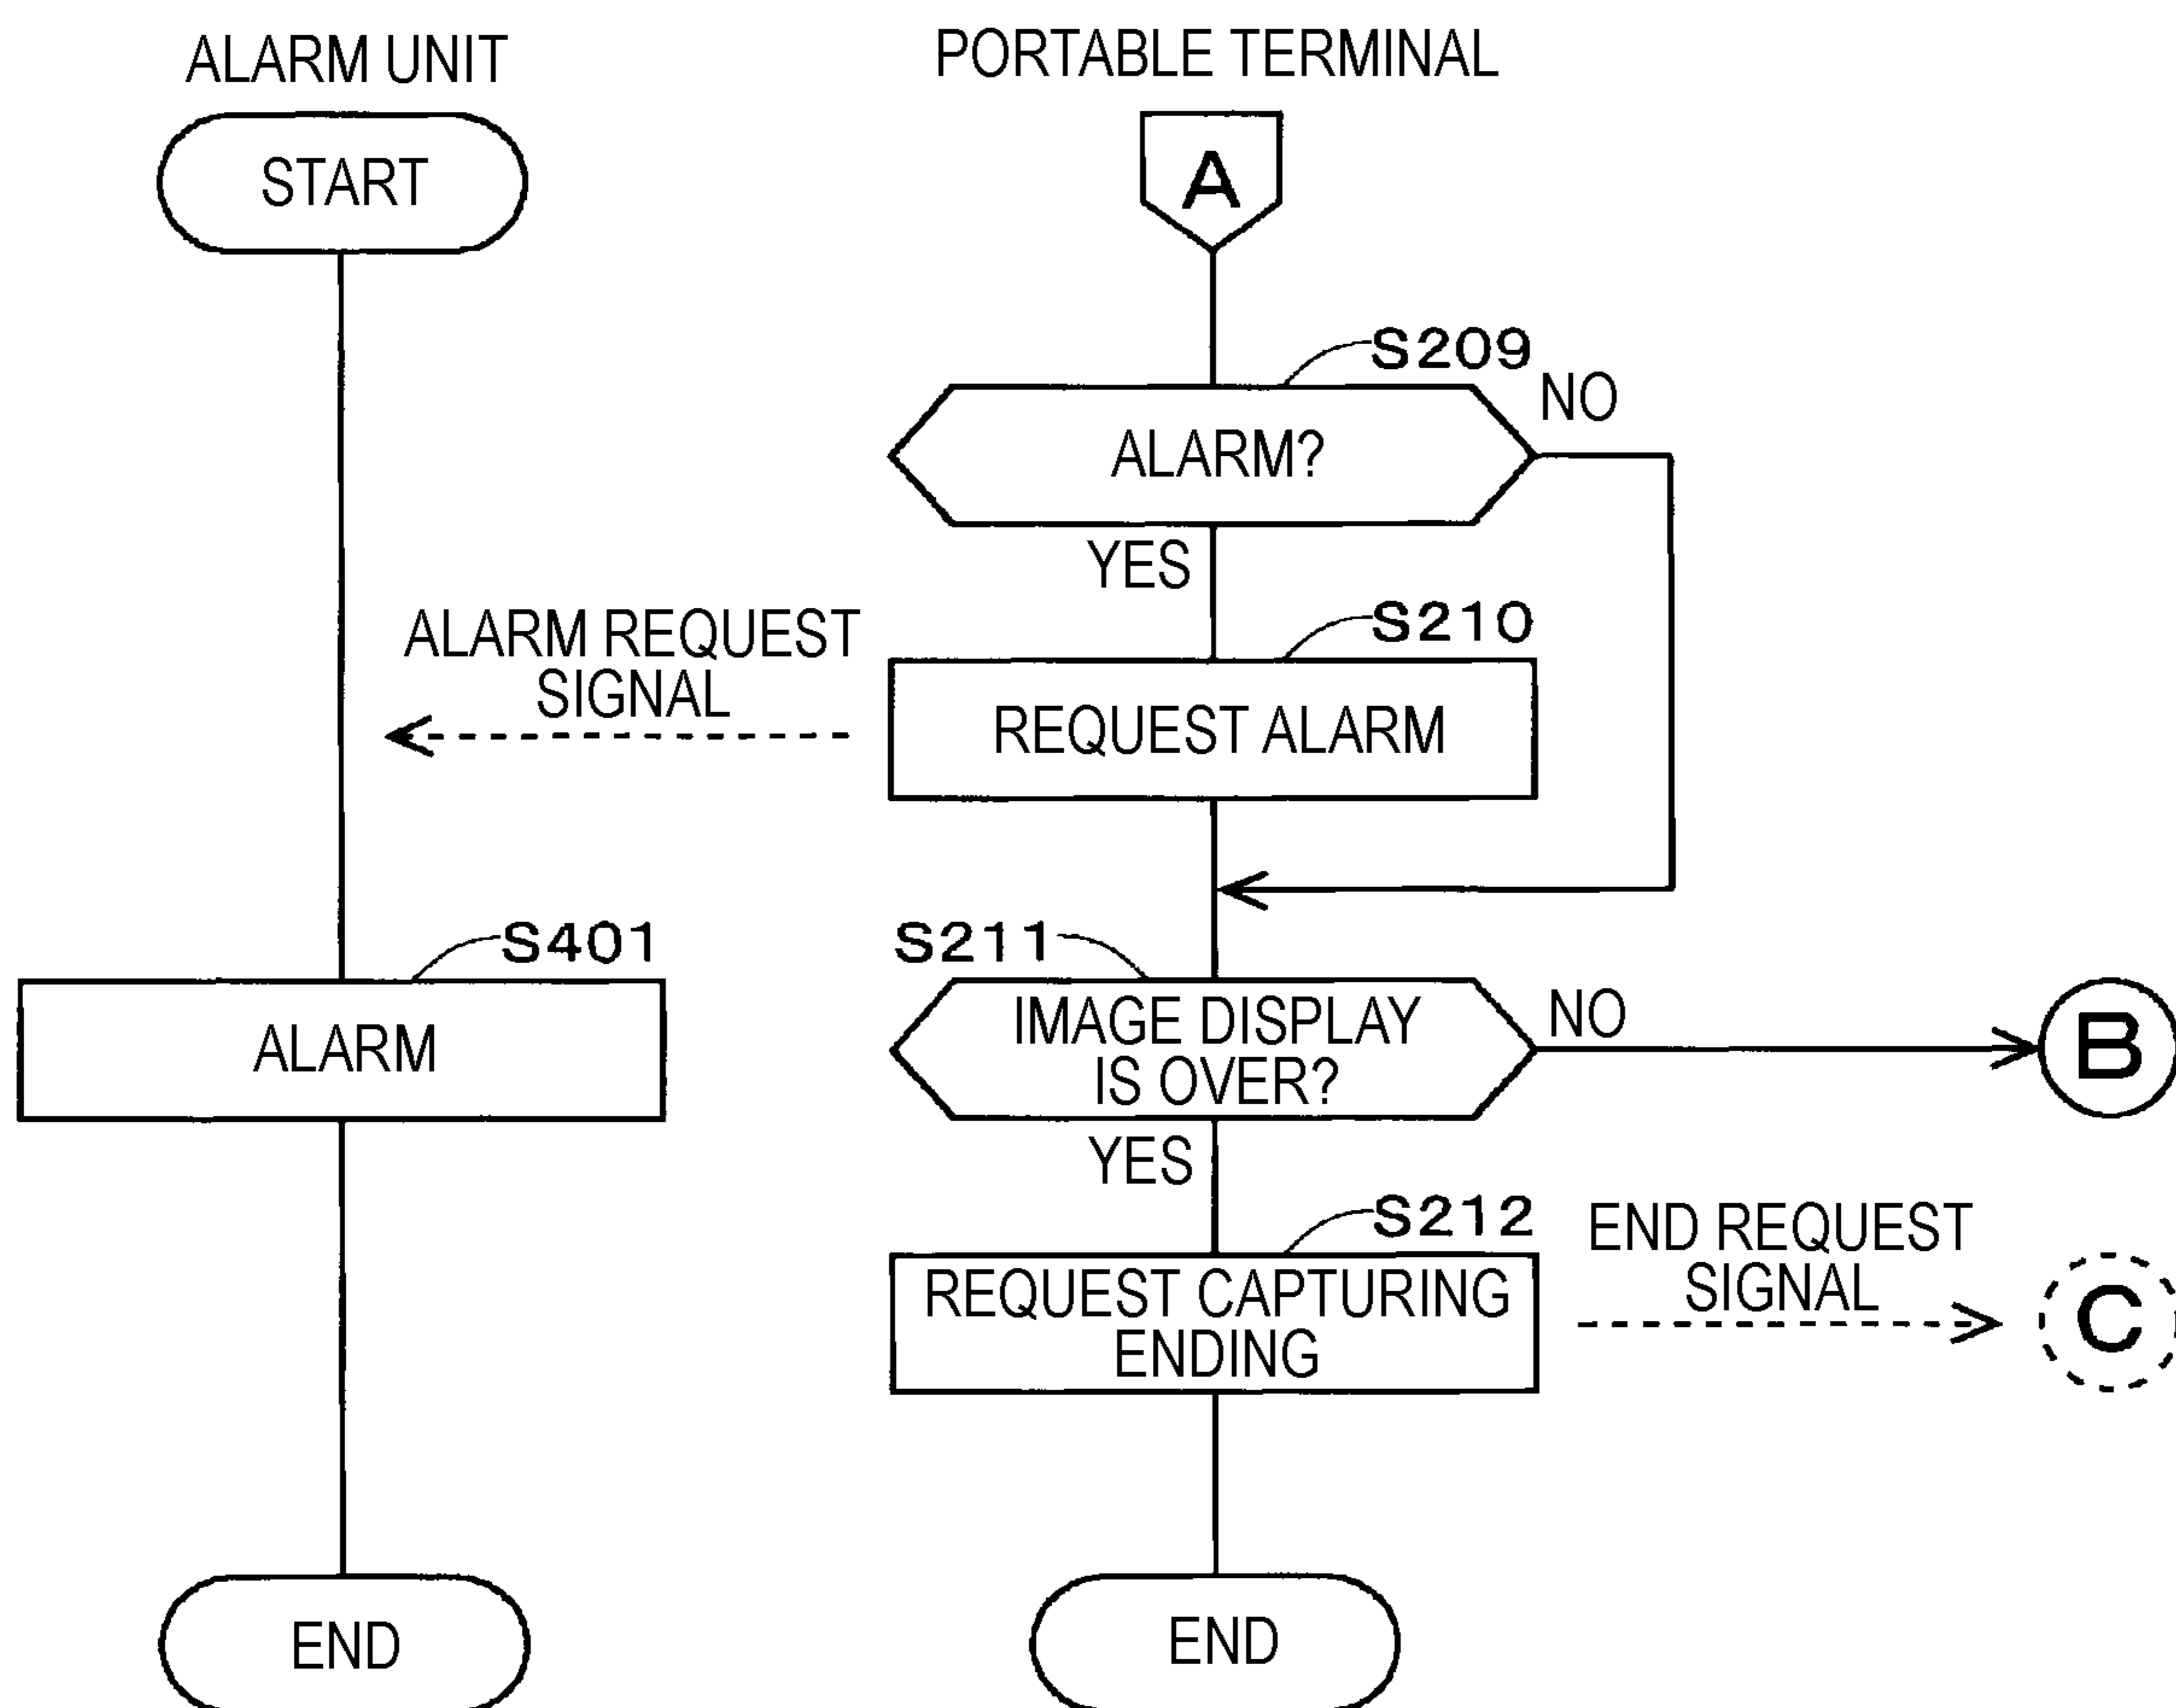 ALARM UNIT
PORTABLE TERMINAL
START
A
S209
NO
ALARM?
YES
ALARM REQUEST
SIGNAL
S210
REQUEST ALARM
S401
ALARM
S211
IMAGE DISPLAY
IS OVER?
NO
B
YES
S212
REQUEST CAPTURING
ENDING
END REQUEST
SIGNAL
C
END
END